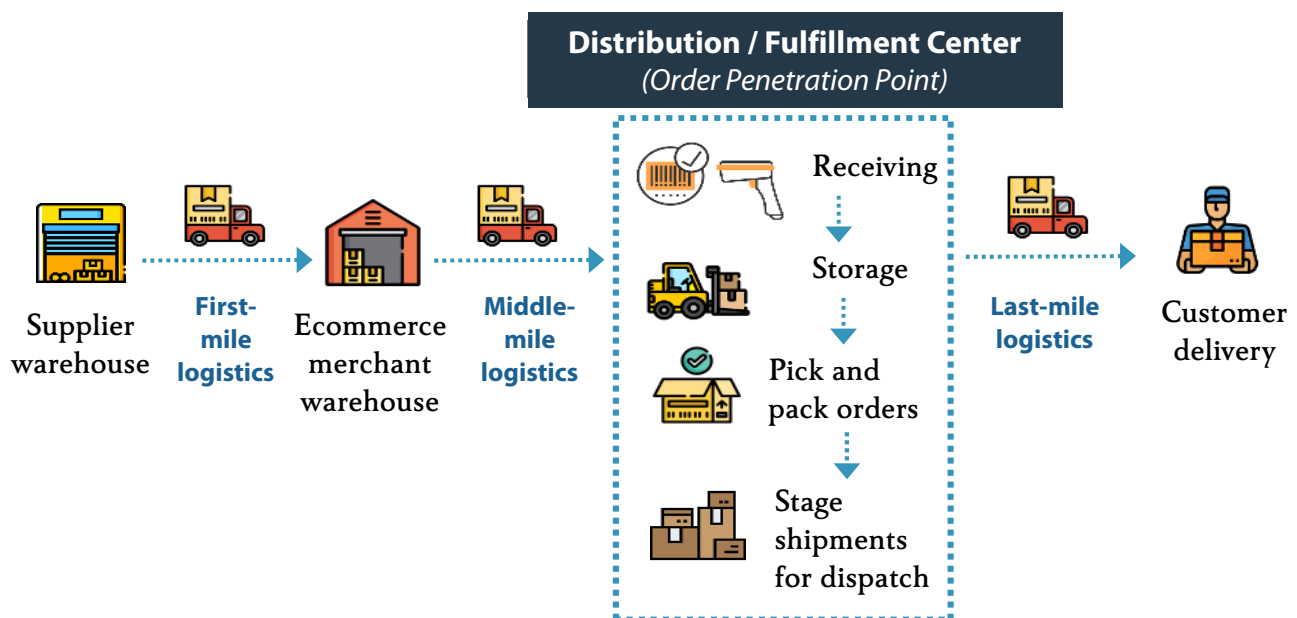 Distribution / Fulfillment Center
(Order Penetration Point)
Receiving
Storage
Pick and
pack orders
Stage
shipments
for dispatch
Supplier
warehouse
First-
mile
logistics
Ecommerce
merchant
warehouse
Middle-
mile
logistics
Last-mile
logistics
Customer
delivery